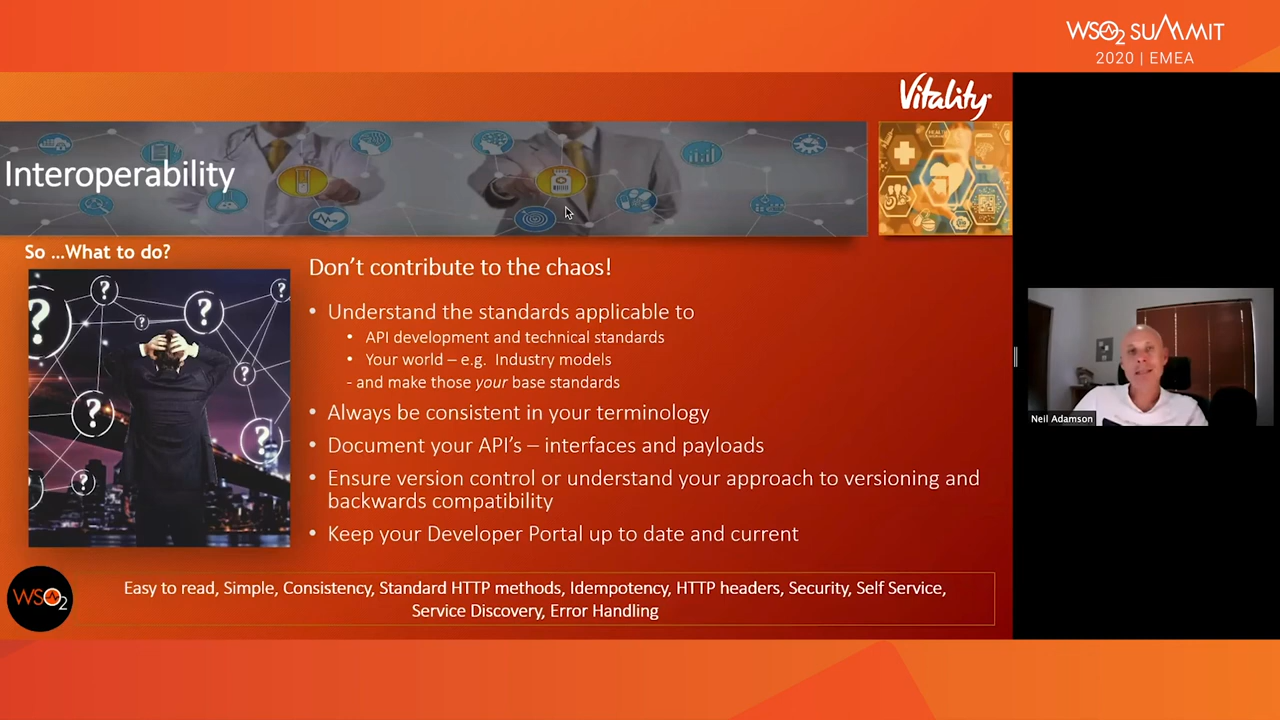 WSO2 SUMMIT
2020 | EMEA
Vitality
Interoperability
So ...What to do?
Don't contribute to the chaos!
• Understand the standards applicable to
• API development and technical standards
• Your world – e.g. Industry models
- and make those your base standards
• Always be consistent in your terminology
• Document your API's – interfaces and payloads
• Ensure version control or understand your approach to versioning and
backwards compatibility
• Keep your Developer Portal up to date and current
Easy to read, Simple, Consistency, Standard HTTP methods, Idempotency, HTTP headers, Security, Self Service,
Service Discovery, Error Handling
WSO2
Neil Adamson